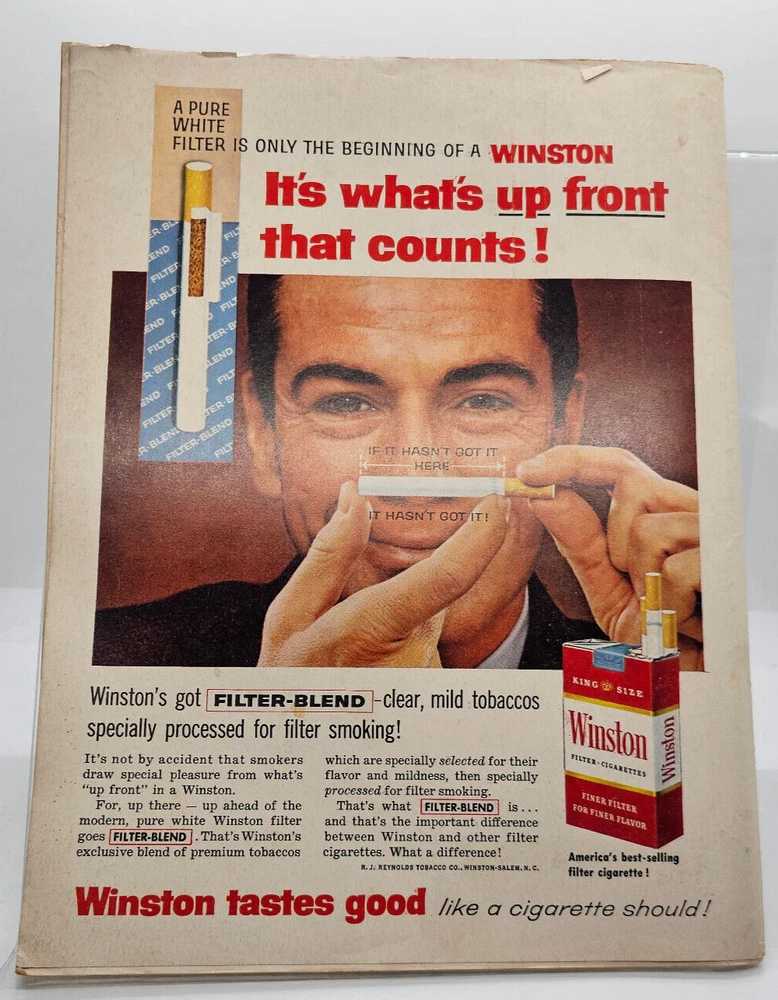 A PURE
WHITE
FILTER IS ONLY THE BEGINNING OF A WINSTON
It's what's up front
that counts!
FILTER-BLEND
IF IT HASN'T GOT IT
HERE
IT HASN'T GOT IT!
Winston's got FILTER-BLEND -clear, mild tobaccos
specially processed for filter smoking!
It's not by accident that smokers
draw special pleasure from what's
"up front" in a Winston.
For, up there — up ahead of the
modern, pure white Winston filter
goes FILTER-BLEND. That's Winston's
exclusive blend of premium tobaccos
which are specially selected for their
flavor and mildness, then specially
processed for filter smoking.
That's what FILTER-BLEND is...
and that's the important difference
between Winston and other filter
cigarettes. What a difference!
R.J. REYNOLDS TOBACCO CO., WINSTON-SALEM, N.C.
KING SIZE
Winston
FILTER-CIGARETTES
FINER FILTER
FOR FINER FLAVOR
Winston
America's best-selling
filter cigarette!
Winston tastes good like a cigarette should!